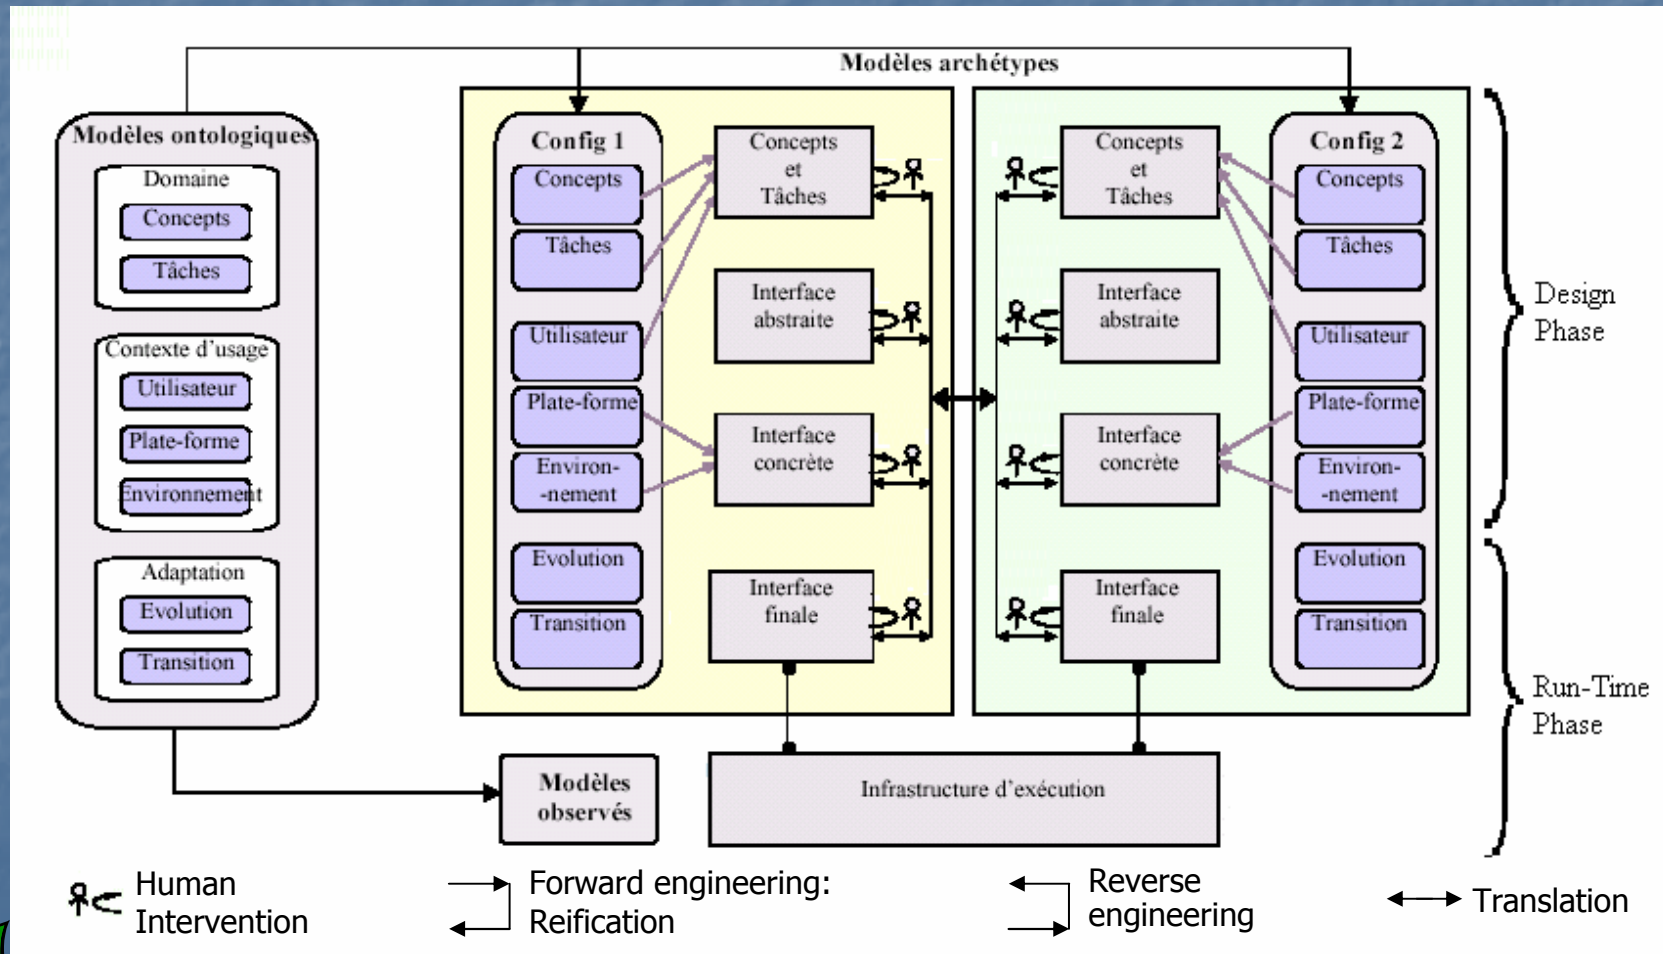 Modèles archétypes
Modèles ontologiques
Domaine
Concepts
Tâches
Contexte d'usage
Utilisateur
Plate-forme
Environnement
Adaptation
Evolution
Transition
Config 1
Concepts
Tâches
Utilisateur
Plate-forme
Environ-
-nement
Evolution
Transition
Concepts
et
Tâches
Interface
abstraite
Interface
concrète
Interface
finale
Concepts
et
Tâches
Interface
abstraite
Interface
concrète
Interface
finale
Config 2
Concepts
Tâches
Utilisateur
Plate-forme
Environ-
-nement
Evolution
Transition
Design
Phase
Run-Time
Phase
Modèles
observés
Infrastructure d'exécution
Human
Intervention
Forward engineering:
Reification
Reverse
engineering
Translation